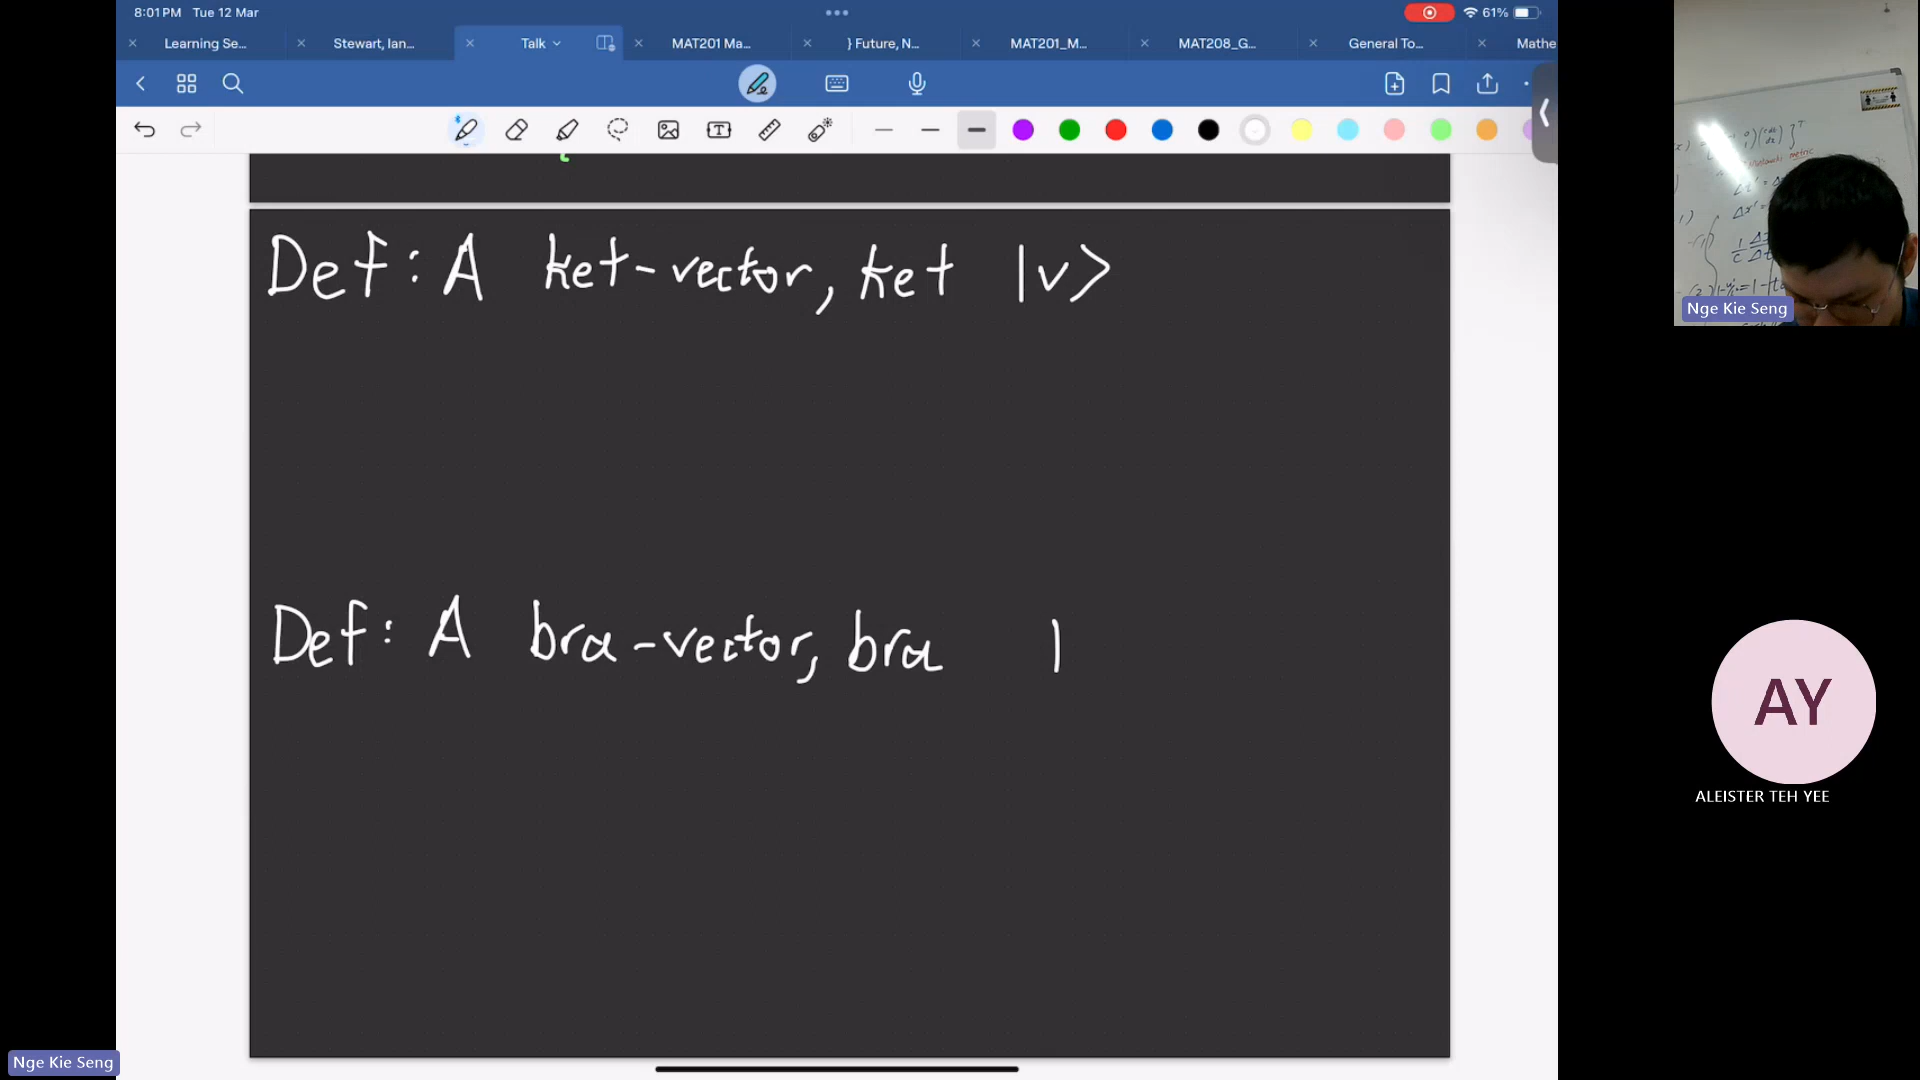 8:01 PM Tue 12 Mar
61%
Learning Se...
Stewart, Ian...
Talk
MAT201 Ma...
} Future, N...
MAT201_M...
MAT208_G...
General To...
Mathe
T
Def: A ket-vector, ket |v>
Def: A bra-vector, bra |
Nge Kie Seng
AY
ALEISTER TEH YEE
Nge Kie Seng